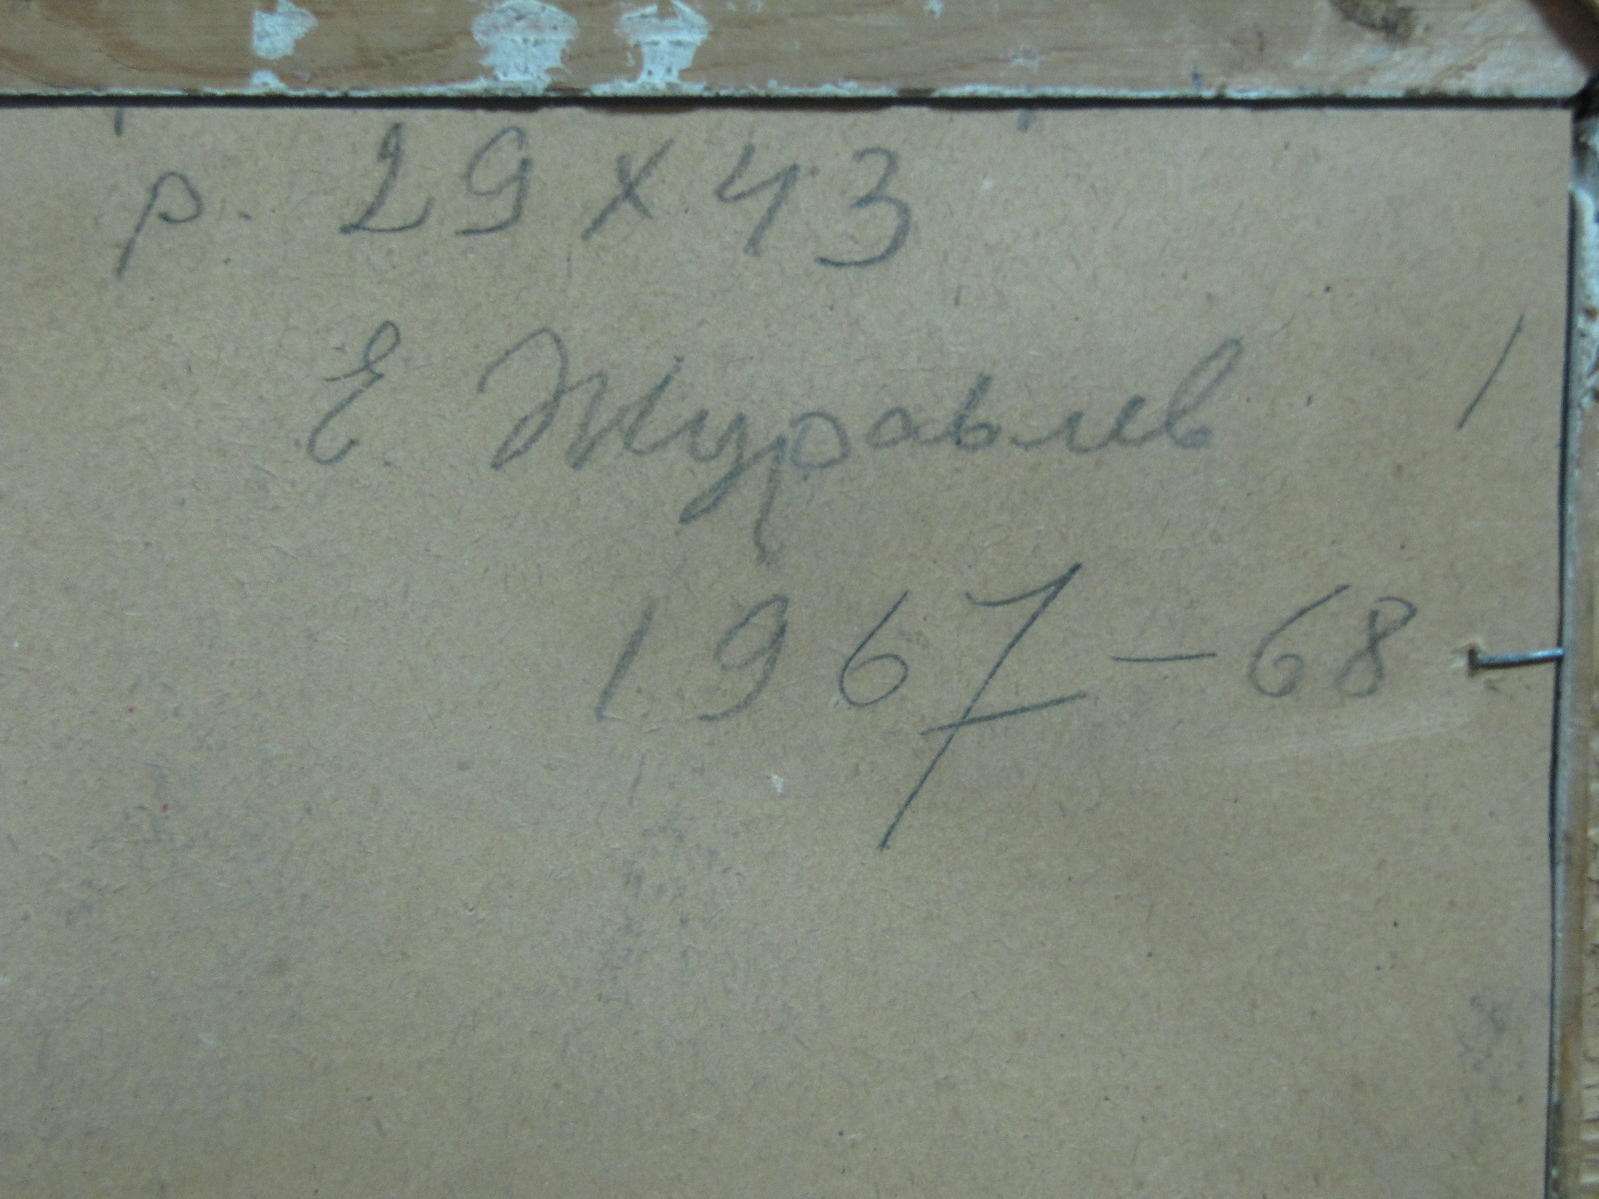 р. 29 х 43
Е. Журавлев
1967 – 68